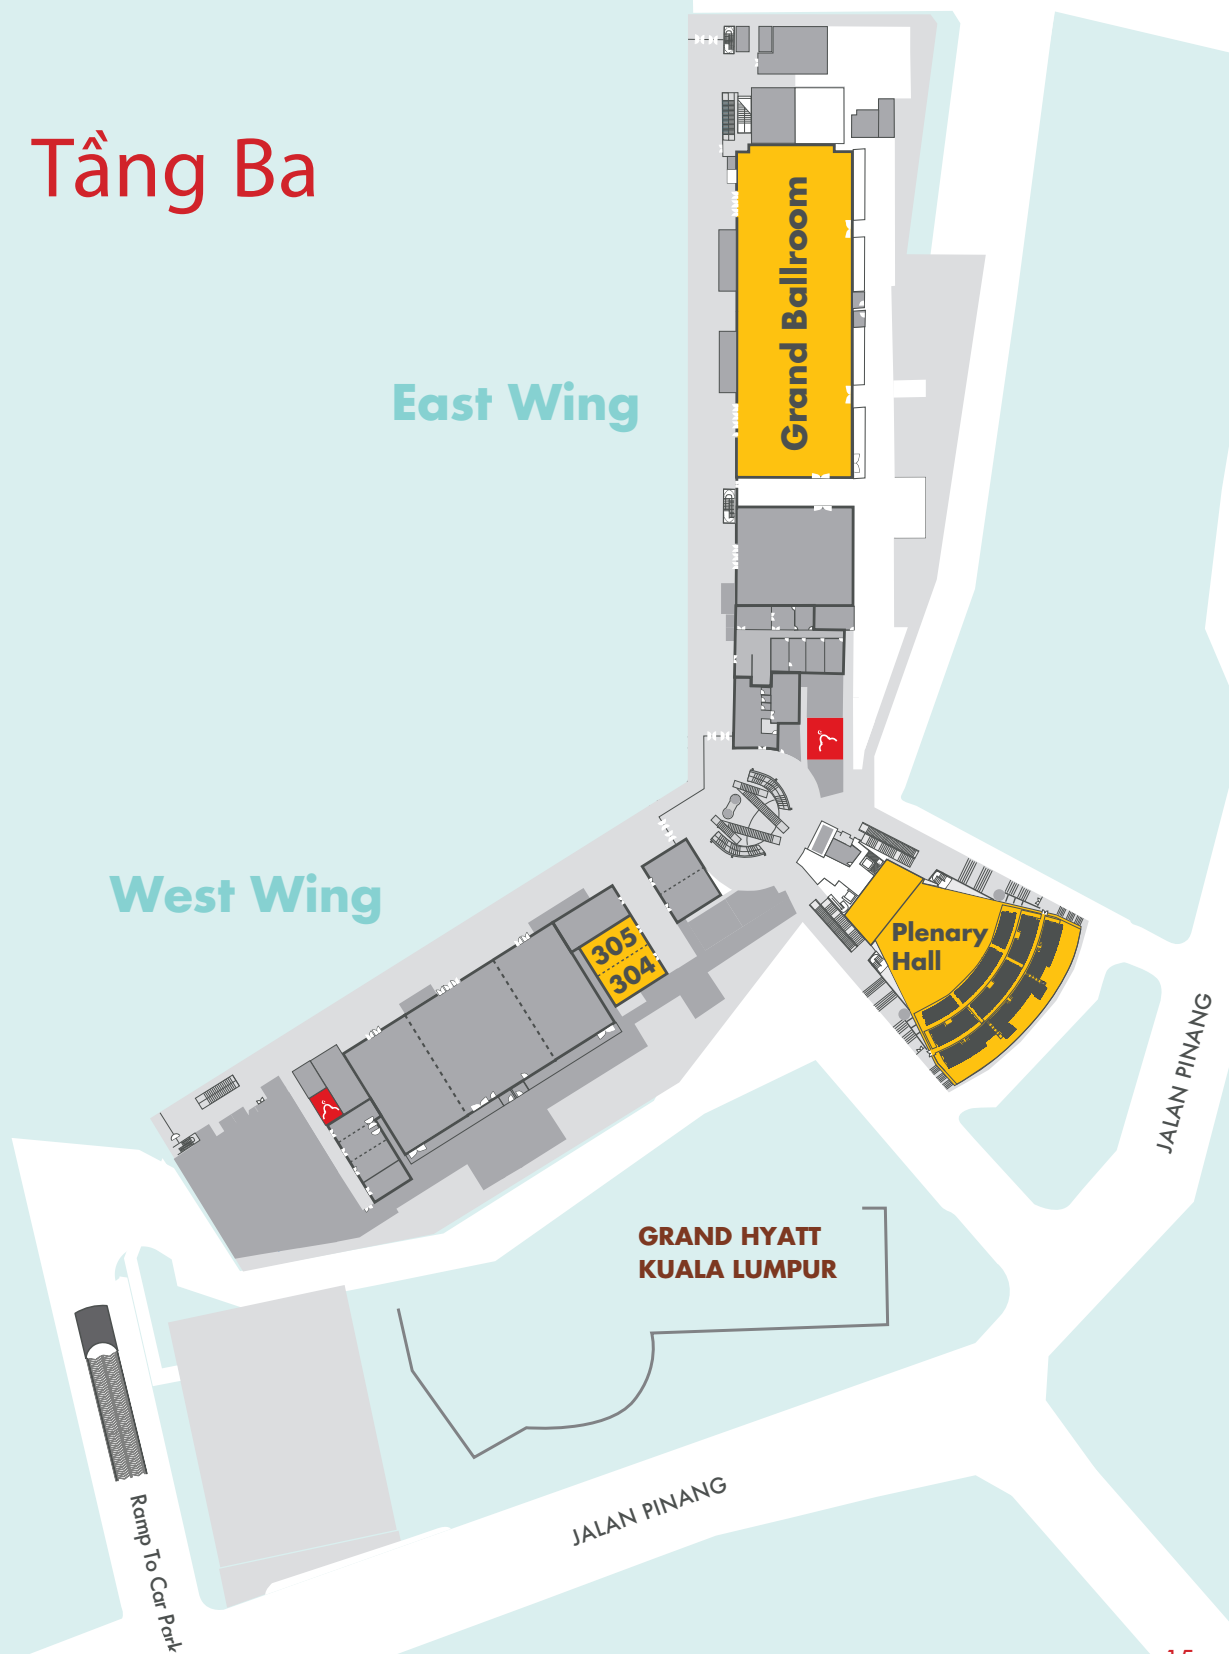 Tầng Ba
Grand Ballroom
East Wing
West Wing
305
304
Plenary
Hall
JALAN PINANG
GRAND HYATT
KUALA LUMPUR
JALAN PINANG
Ramp To Car Park
15